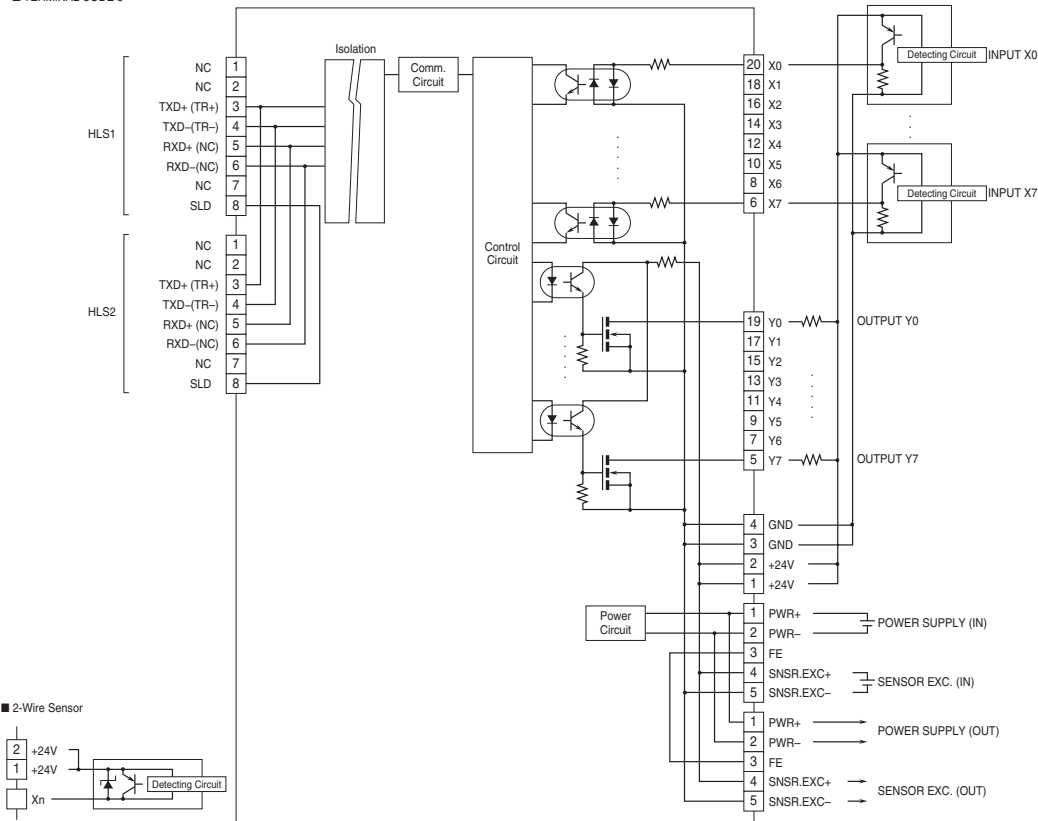 Isolation
Comm.
Circuit
Control
Circuit
HLS1
NC 1
NC 2
TXD+ (TR+) 3
TXD−(TR−) 4
RXD+ (NC) 5
RXD−(NC) 6
NC 7
SLD 8
HLS2
NC 1
NC 2
TXD+ (TR+) 3
TXD−(TR−) 4
RXD+ (NC) 5
RXD−(NC) 6
NC 7
SLD 8
20 X0
18 X1
16 X2
14 X3
12 X4
10 X5
8 X6
6 X7
Detecting Circuit INPUT X0
Detecting Circuit INPUT X7
19 Y0 OUTPUT Y0
17 Y1
15 Y2
13 Y3
11 Y4
9 Y5
7 Y6
5 Y7 OUTPUT Y7
4 GND
3 GND
2 +24V
1 +24V
Power
Circuit
1 PWR+
2 PWR−
POWER SUPPLY (IN)
3 FE
4 SNSR.EXC+
5 SNSR.EXC−
SENSOR EXC. (IN)
1 PWR+
2 PWR−
POWER SUPPLY (OUT)
3 FE
4 SNSR.EXC+
5 SNSR.EXC−
SENSOR EXC. (OUT)
■ 2-Wire Sensor
2 +24V
1 +24V
Xn
Detecting Circuit